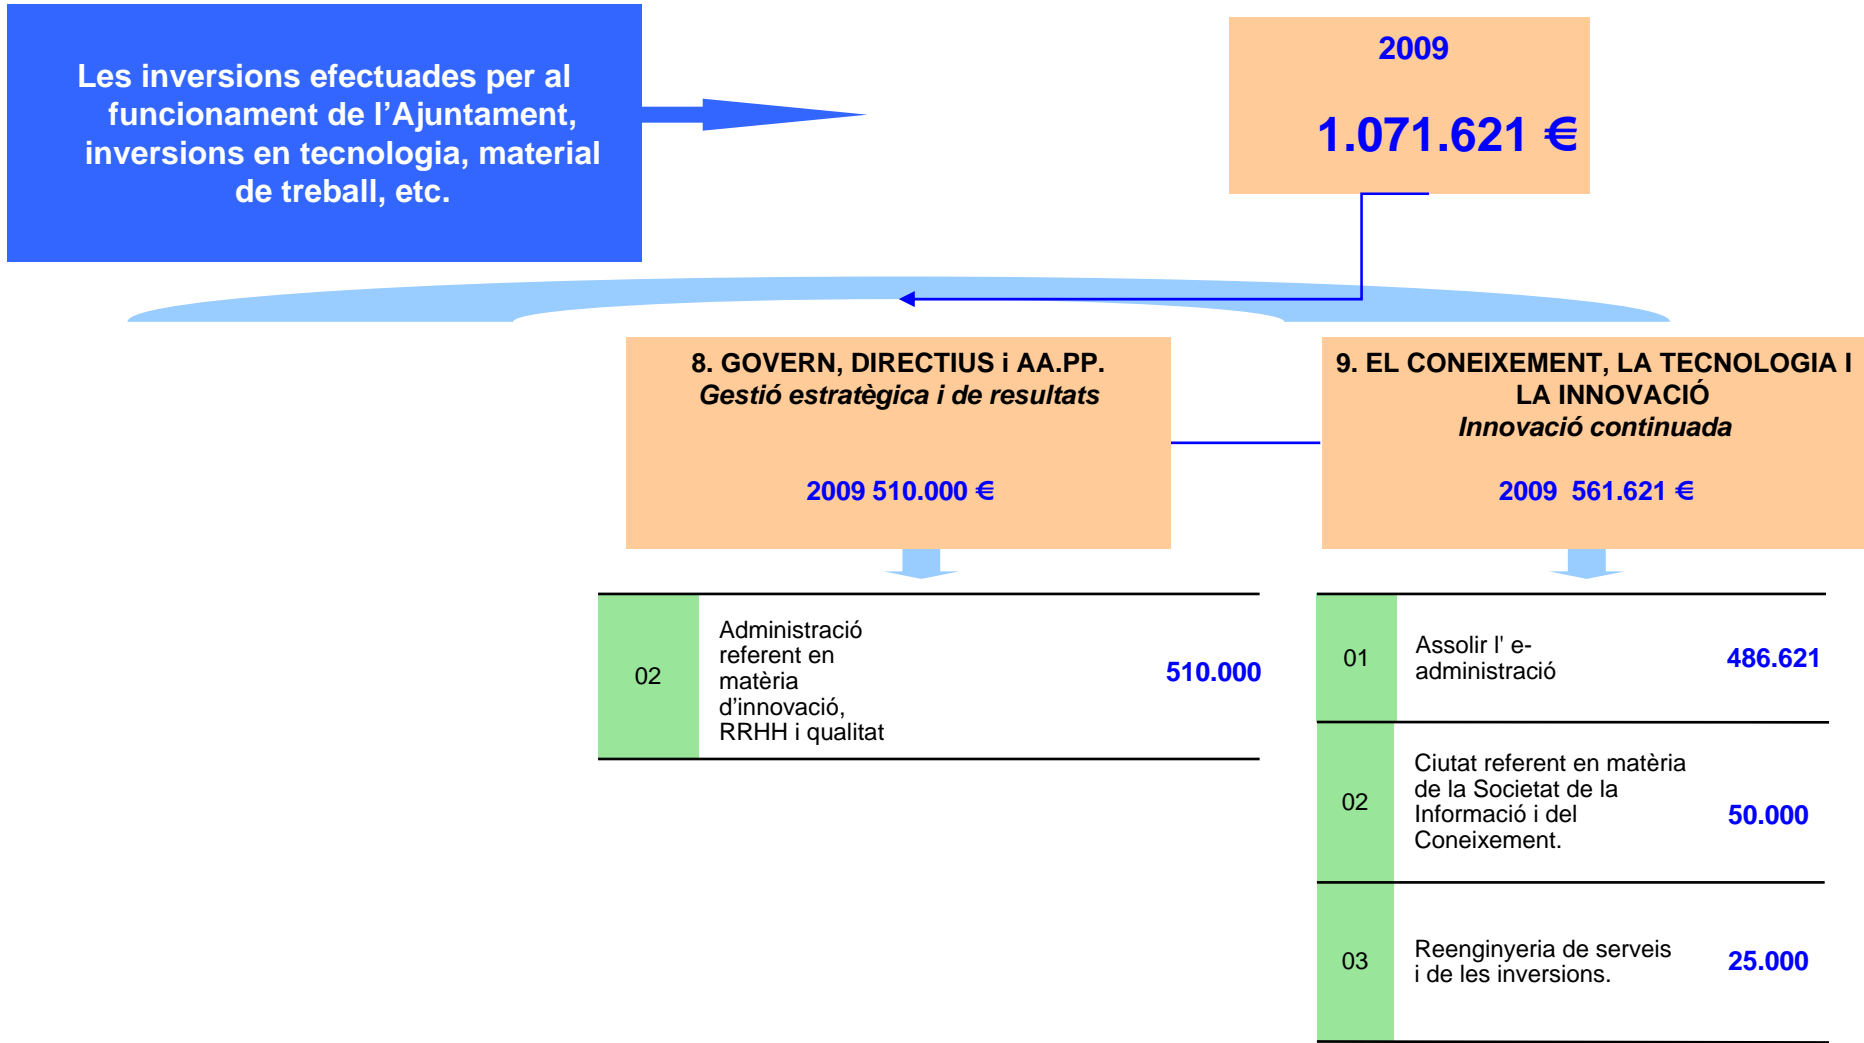 Les inversions efectuades per al
funcionament de l’Ajuntament,
inversions en tecnologia, material
de treball, etc.
2009
1.071.621 €
8. GOVERN, DIRECTIUS i AA.PP.
Gestió estratègica i de resultats
2009 510.000 €
9. EL CONEIXEMENT, LA TECNOLOGIA I
LA INNOVACIÓ
Innovació continuada
2009  561.621 €
02
Administració
referent en
matèria
d’innovació,
RRHH i qualitat
510.000
01
Assolir l' e-
administració
486.621
02
Ciutat referent en matèria
de la Societat de la
Informació i del
Coneixement.
50.000
03
Reenginyeria de serveis
i de les inversions.
25.000